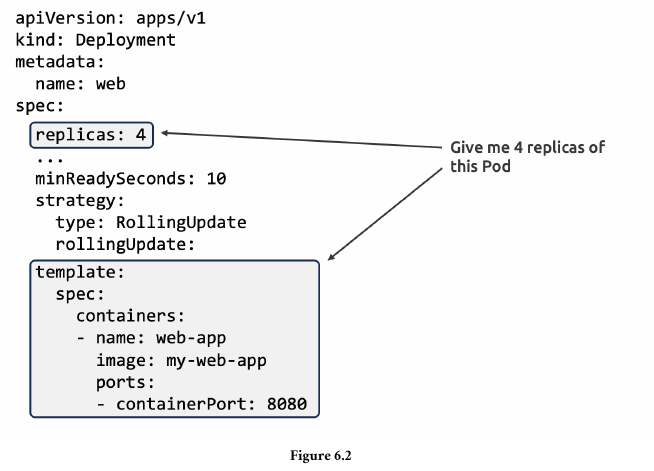 apiVersion: apps/v1
kind: Deployment
metadata:
  name: web
spec:
  replicas: 4
  ...
  minReadySeconds: 10
  strategy:
    type: RollingUpdate
    rollingUpdate:
  template:
    spec:
      containers:
      - name: web-app
        image: my-web-app
        ports:
        - containerPort: 8080
Give me 4 replicas of
this Pod
Figure 6.2